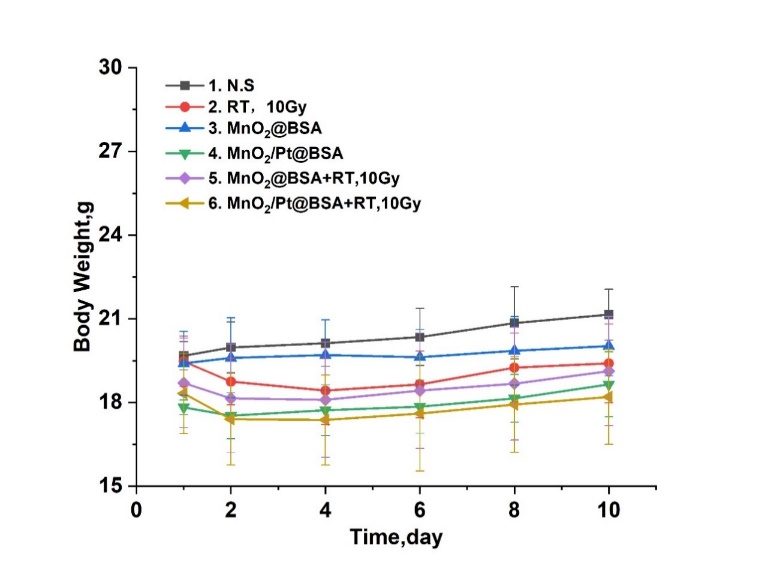 30
27
24
21
18
15
0
2
4
6
8
10
Body Weight,g
Time,day
1. N.S
2. RT，10Gy
3. MnO₂@BSA
4. MnO₂/Pt@BSA
5. MnO₂@BSA+RT,10Gy
6. MnO₂/Pt@BSA+RT,10Gy